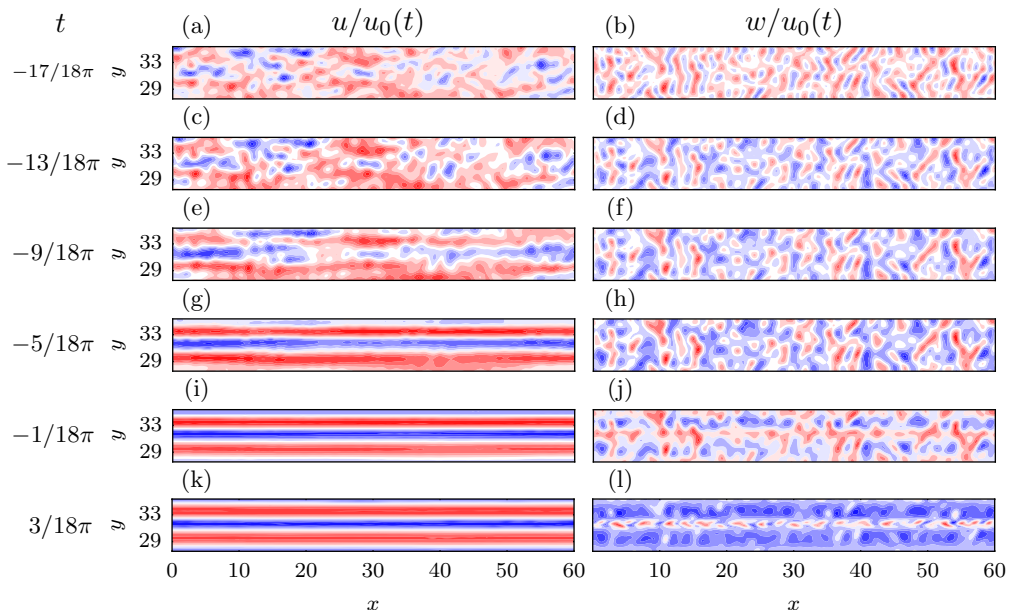 t u/u₀(t) w/u₀(t)
(a) (b)
−17/18π y 33 29
(c) (d)
−13/18π y 33 29
(e) (f)
−9/18π y 33 29
(g) (h)
−5/18π y 33 29
(i) (j)
−1/18π y 33 29
(k) (l)
3/18π y 33 29
0 10 20 30 40 50 60 10 20 30 40 50 60
x x